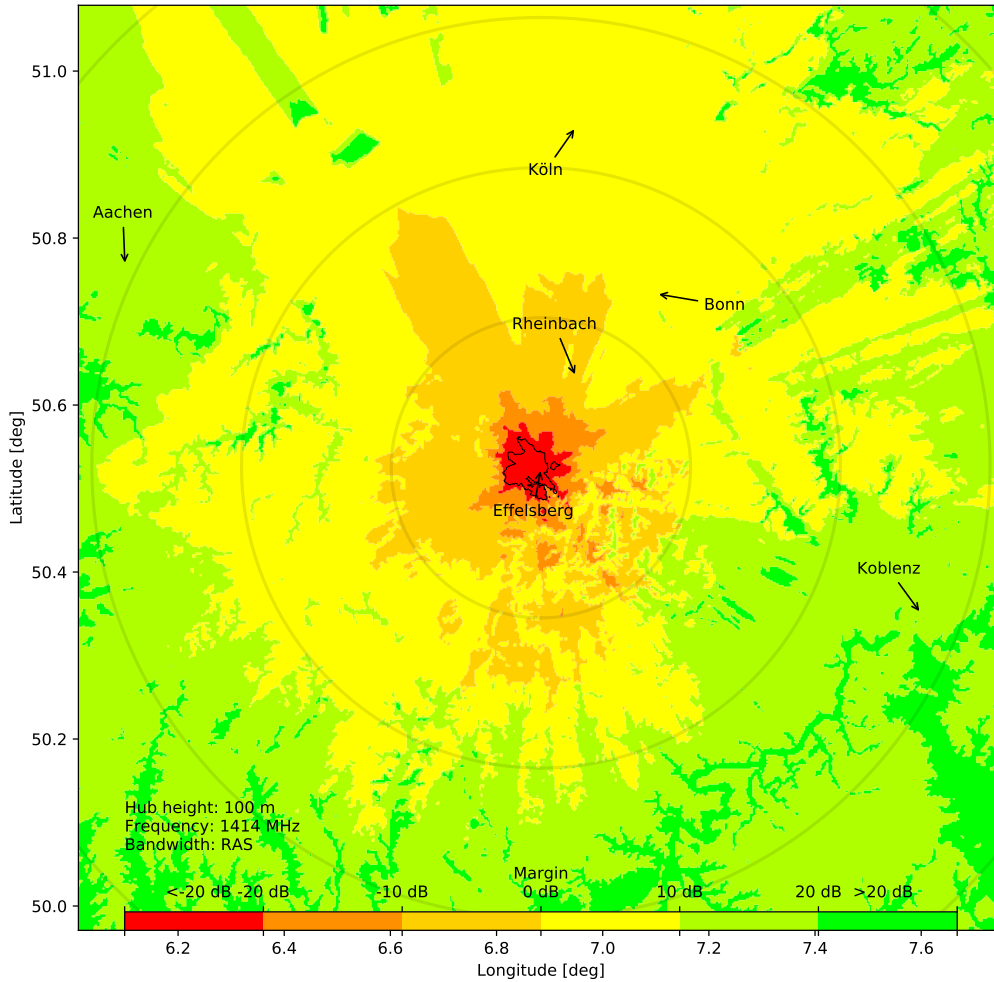 51.0
Köln
Aachen
50.8
Bonn
Rheinbach
50.6
Latitude [deg]
Effelsberg
50.4
Koblenz
50.2
Hub height: 100 m
Frequency: 1414 MHz
Bandwidth: RAS
Margin
<-20 dB -20 dB -10 dB 0 dB 10 dB 20 dB >20 dB
50.0
6.2 6.4 6.6 6.8 7.0 7.2 7.4 7.6
Longitude [deg]